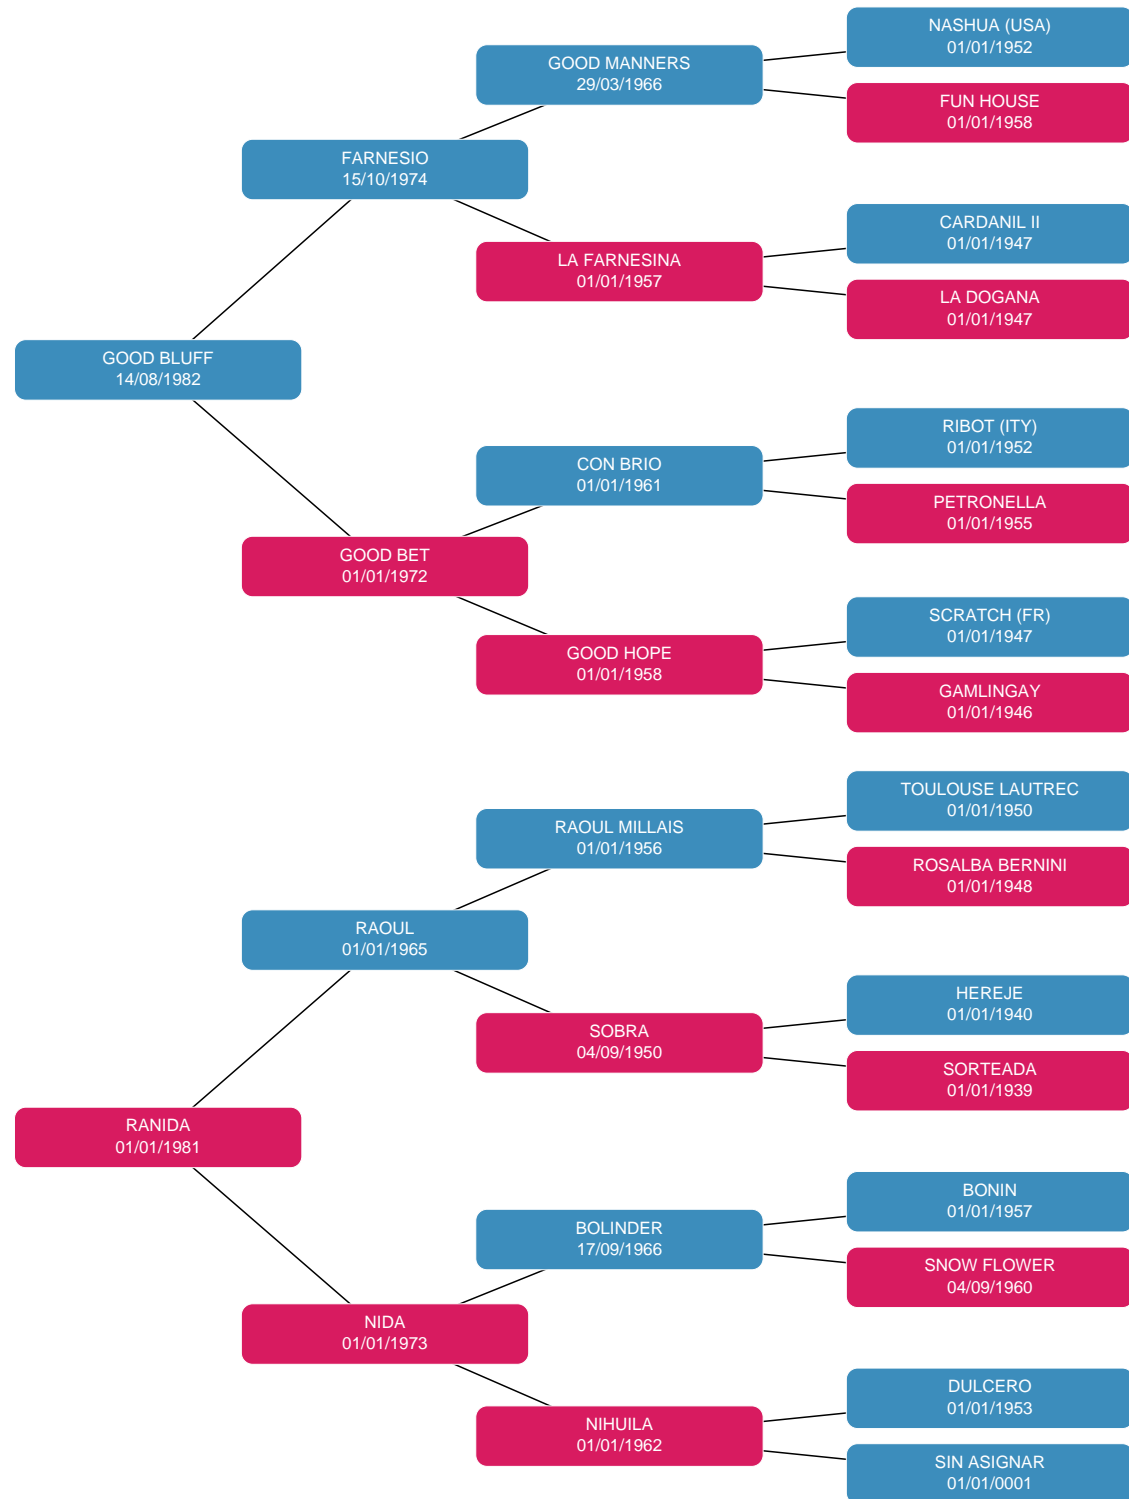 NASHUA (USA)
01/01/1952
GOOD MANNERS
29/03/1966
FUN HOUSE
01/01/1958
FARNESIO
15/10/1974
CARDANIL II
01/01/1947
LA FARNESINA
01/01/1957
LA DOGANA
01/01/1947
GOOD BLUFF
14/08/1982
RIBOT (ITY)
01/01/1952
CON BRIO
01/01/1961
PETRONELLA
01/01/1955
GOOD BET
01/01/1972
SCRATCH (FR)
01/01/1947
GOOD HOPE
01/01/1958
GAMLINGAY
01/01/1946
TOULOUSE LAUTREC
01/01/1950
RAOUL MILLAIS
01/01/1956
ROSALBA BERNINI
01/01/1948
RAOUL
01/01/1965
HEREJE
01/01/1940
SOBRA
04/09/1950
SORTEADA
01/01/1939
RANIDA
01/01/1981
BONIN
01/01/1957
BOLINDER
17/09/1966
SNOW FLOWER
04/09/1960
NIDA
01/01/1973
DULCERO
01/01/1953
NIHUILA
01/01/1962
SIN ASIGNAR
01/01/0001